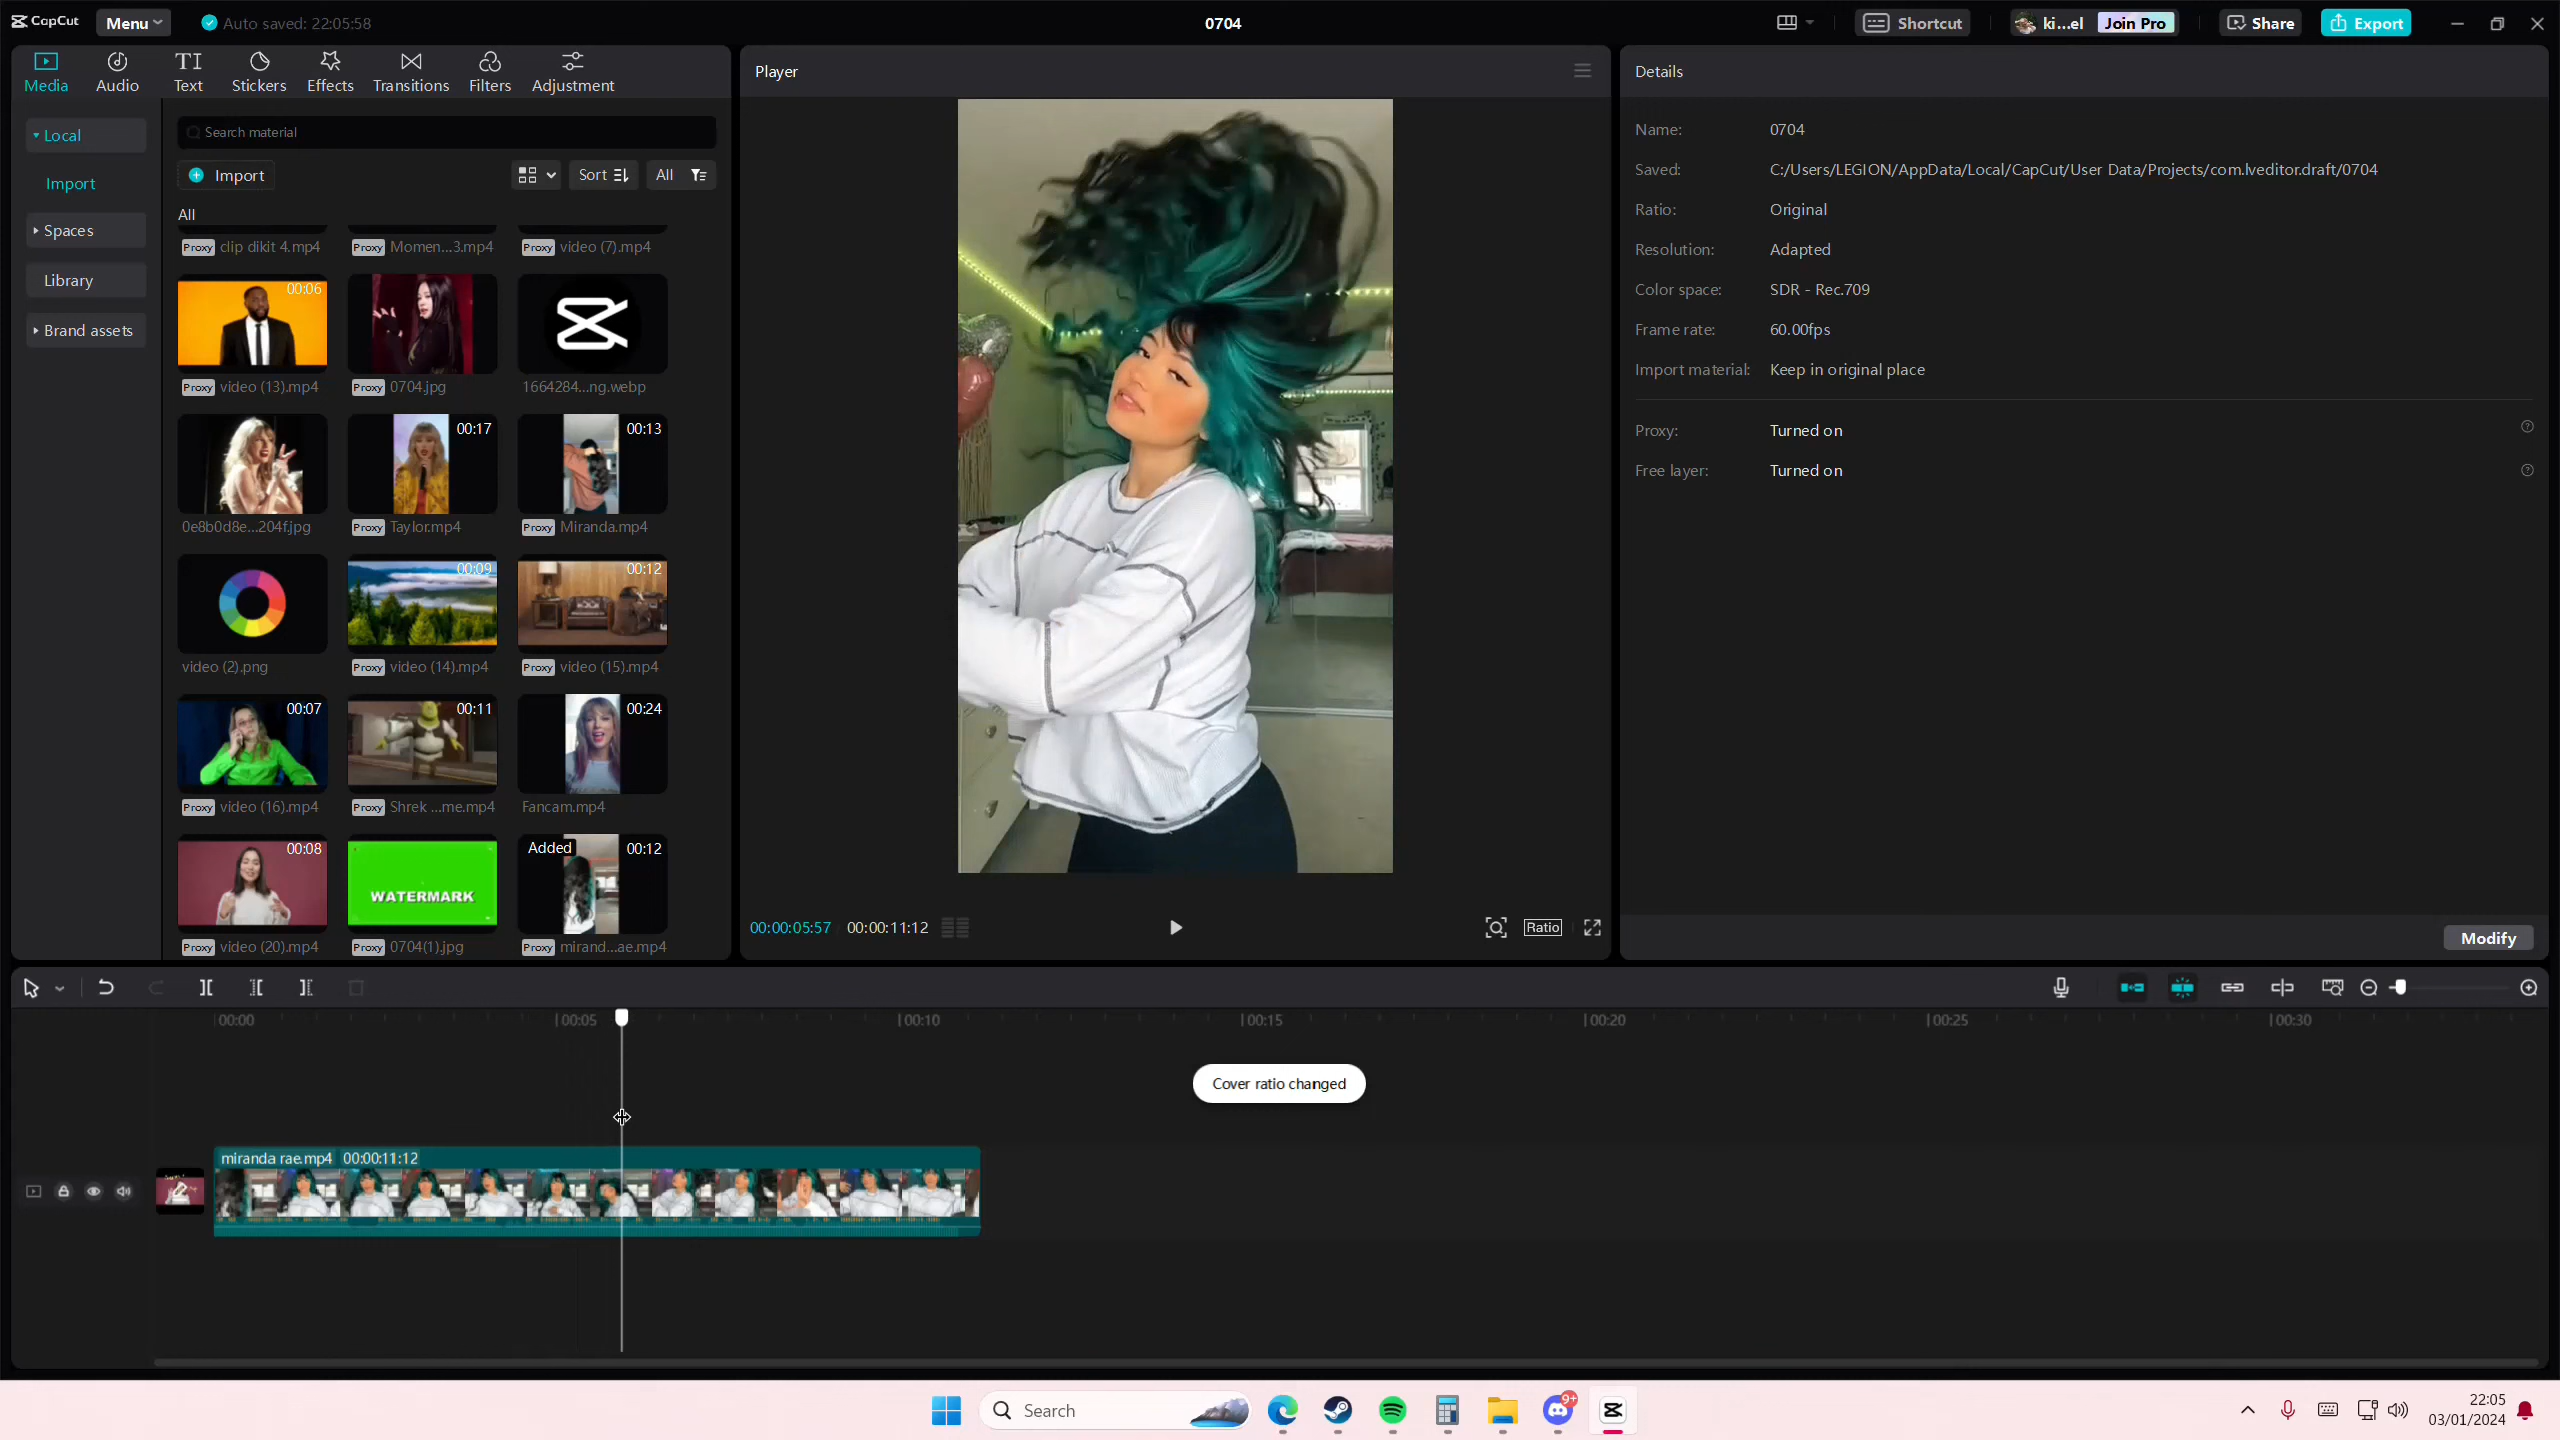 CapCut Menu Auto saved: 22:05:58 0704 Shortcut ki...el Join Pro Share Export
Media Audio Text Stickers Effects Transitions Filters Adjustment
Local
Import
Spaces
Library
Brand assets
Search material
Import Sort All
All
Proxy clip dikit 4.mp4 Proxy Momen...3.mp4 Proxy video (7).mp4
00:06
Proxy video (13).mp4 Proxy 0704.jpg 1664284...ng.webp
00:17 00:13
0e8b0d8e...204f.jpg Proxy Taylor.mp4 Proxy Miranda.mp4
00:09 00:12
video (2).png Proxy video (14).mp4 Proxy video (15).mp4
00:07 00:11 00:24
Proxy video (16).mp4 Proxy Shrek ...me.mp4 Fancam.mp4
00:08 Added 00:12
WATERMARK
Proxy video (20).mp4 Proxy 0704(1).jpg Proxy mirand...ae.mp4
Player
00:00:05:57 00:00:11:12 Ratio
Details
Name: 0704
Saved: C:/Users/LEGION/AppData/Local/CapCut/User Data/Projects/com.lveditor.draft/0704
Ratio: Original
Resolution: Adapted
Color space: SDR - Rec.709
Frame rate: 60.00fps
Import material: Keep in original place
Proxy: Turned on
Free layer: Turned on
Modify
00:00 00:05 00:10 00:15 00:20 00:25 00:30
Cover ratio changed
miranda rae.mp4 00:00:11:12
Search 9+ 22:05
03/01/2024